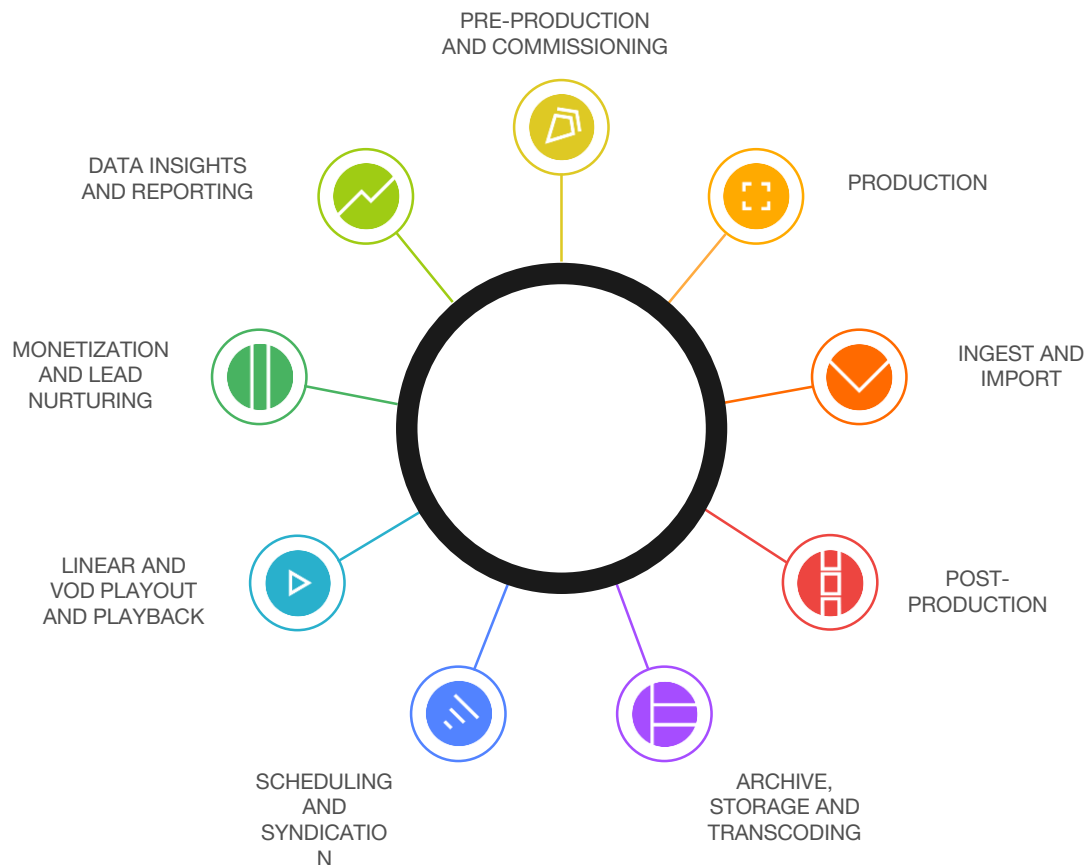 PRE-PRODUCTION
AND COMMISSIONING
PRODUCTION
INGEST AND
IMPORT
POST-
PRODUCTION
ARCHIVE,
STORAGE AND
TRANSCODING
SCHEDULING
AND
SYNDICATIO
N
LINEAR AND
VOD PLAYOUT
AND PLAYBACK
MONETIZATION
AND LEAD
NURTURING
DATA INSIGHTS
AND REPORTING